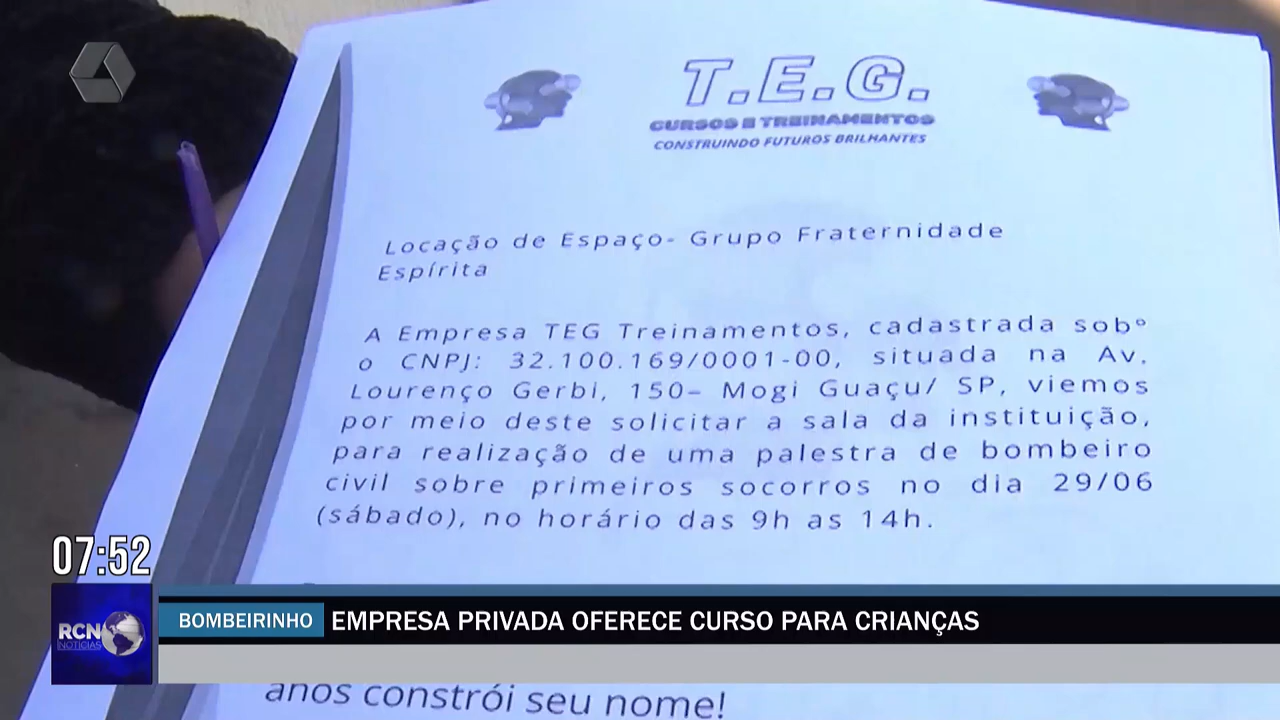 T.E.G.
CURSOS E TREINAMENTOS
CONSTRUINDO FUTUROS BRILHANTES
Locação de Espaço- Grupo Fraternidade
Espírita
A Empresa TEG Treinamentos, cadastrada sobº
o CNPJ: 32.100.169/0001-00, situada na Av.
Lourenço Gerbi, 150– Mogi Guaçu/ SP, viemos
por meio deste solicitar a sala da instituição,
para realização de uma palestra de bombeiro
civil sobre primeiros socorros no dia 29/06
(sábado), no horário das 9h as 14h.
07:52
RCN
NOTÍCIAS
BOMBEIRINHO
EMPRESA PRIVADA OFERECE CURSO PARA CRIANÇAS
anos constrói seu nome!